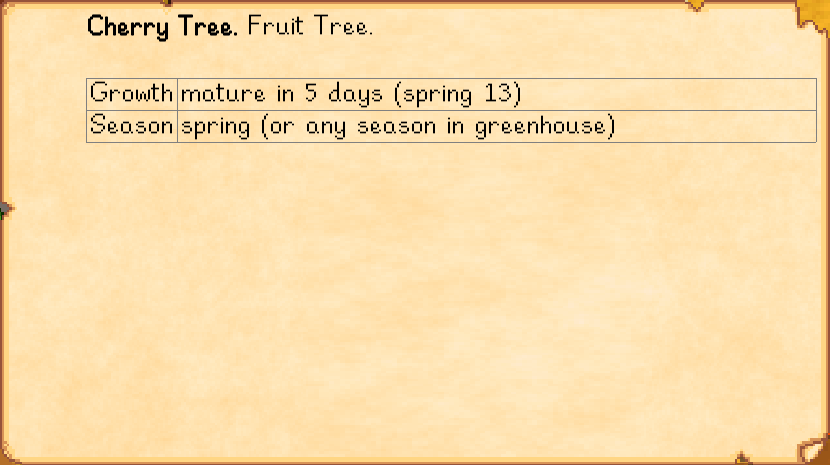 Cherry Tree. Fruit Tree.
Growth mature in 5 days (spring 13)
Season spring (or any season in greenhouse)